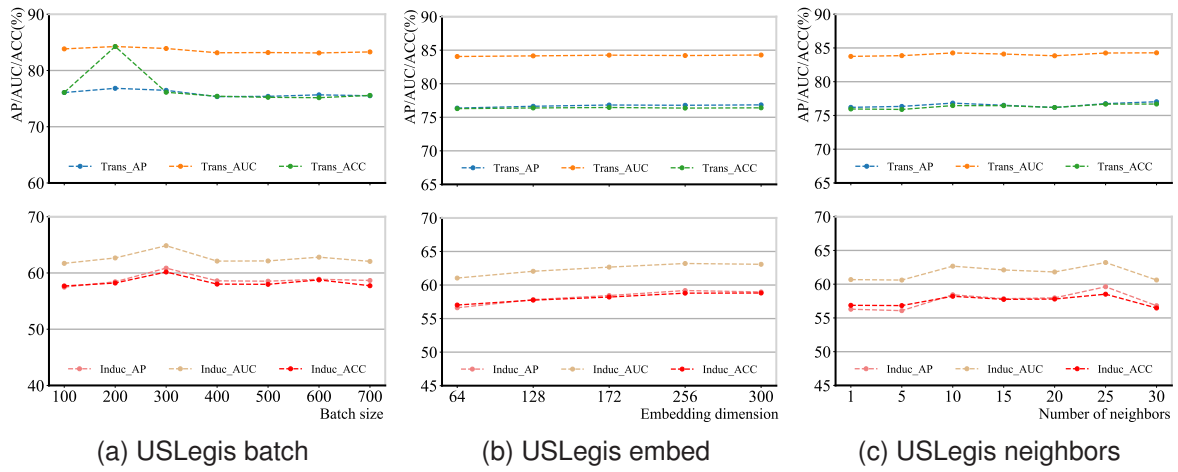 AP/AUC/ACC(%)
90
80
70
60
Trans_AP Trans_AUC Trans_ACC
70
60
50
40
Induc_AP Induc_AUC Induc_ACC
100 200 300 400 500 600 700
Batch size
(a) USLegis batch
AP/AUC/ACC(%)
90
85
80
75
70
65
Trans_AP Trans_AUC Trans_ACC
70
65
60
55
50
45
Induc_AP Induc_AUC Induc_ACC
64 128 172 256 300
Embedding dimension
(b) USLegis embed
AP/AUC/ACC(%)
90
85
80
75
70
65
Trans_AP Trans_AUC Trans_ACC
70
65
60
55
50
45
Induc_AP Induc_AUC Induc_ACC
1 5 10 15 20 25 30
Number of neighbors
(c) USLegis neighbors